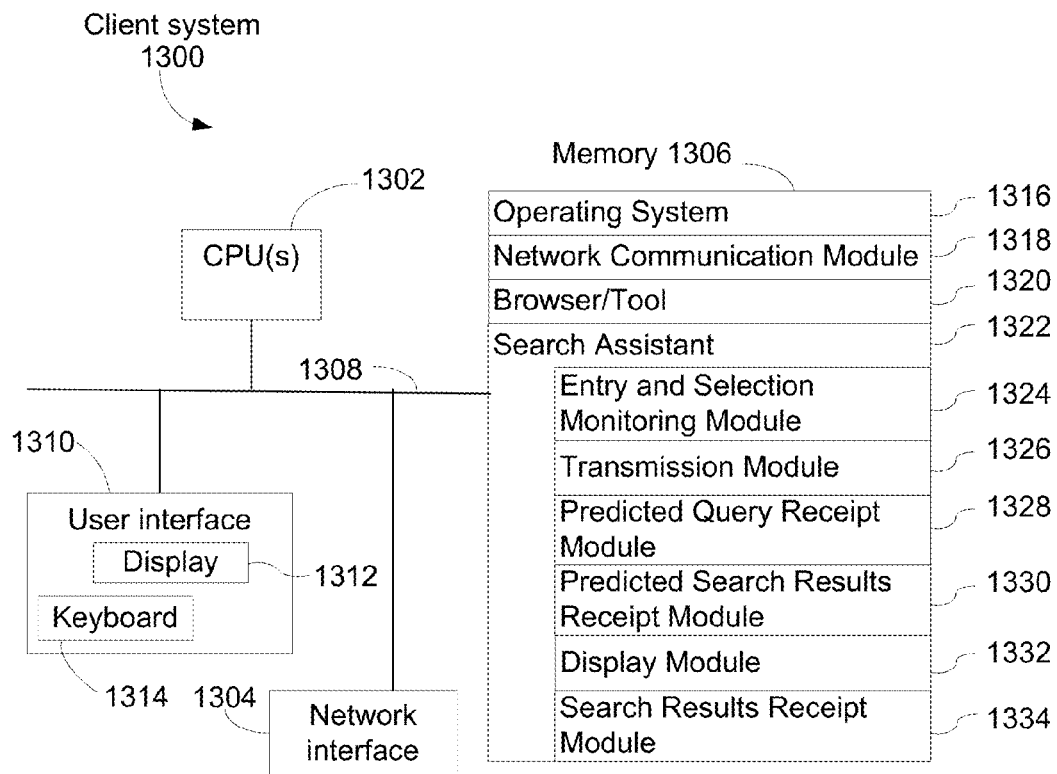 Client system
1300
Memory 1306
1302
CPU(s)
1308
1310
User interface
Display
1312
Keyboard
1314
1304
Network
interface
Operating System
1316
Network Communication Module
1318
Browser/Tool
1320
Search Assistant
1322
Entry and Selection
Monitoring Module
1324
Transmission Module
1326
Predicted Query Receipt
Module
1328
Predicted Search Results
Receipt Module
1330
Display Module
1332
Search Results Receipt
Module
1334